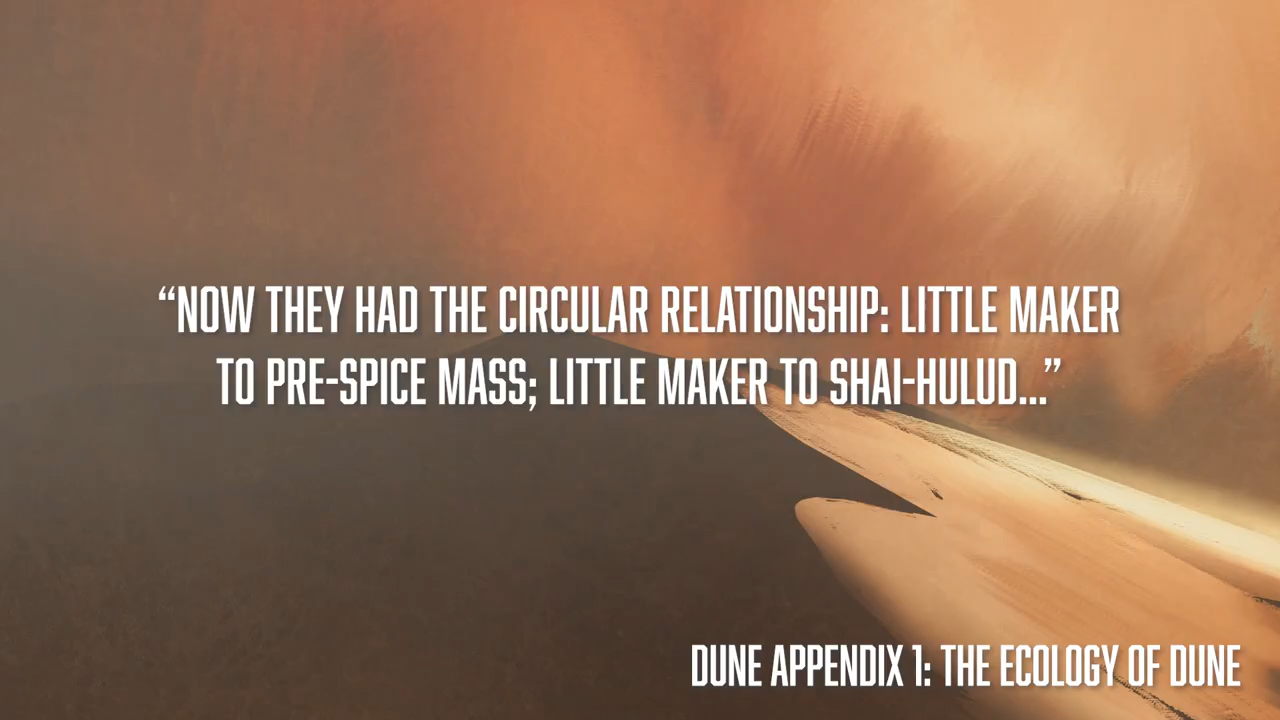 “NOW THEY HAD THE CIRCULAR RELATIONSHIP: LITTLE MAKER
TO PRE-SPICE MASS; LITTLE MAKER TO SHAI-HULUD...”
DUNE APPENDIX 1: THE ECOLOGY OF DUNE